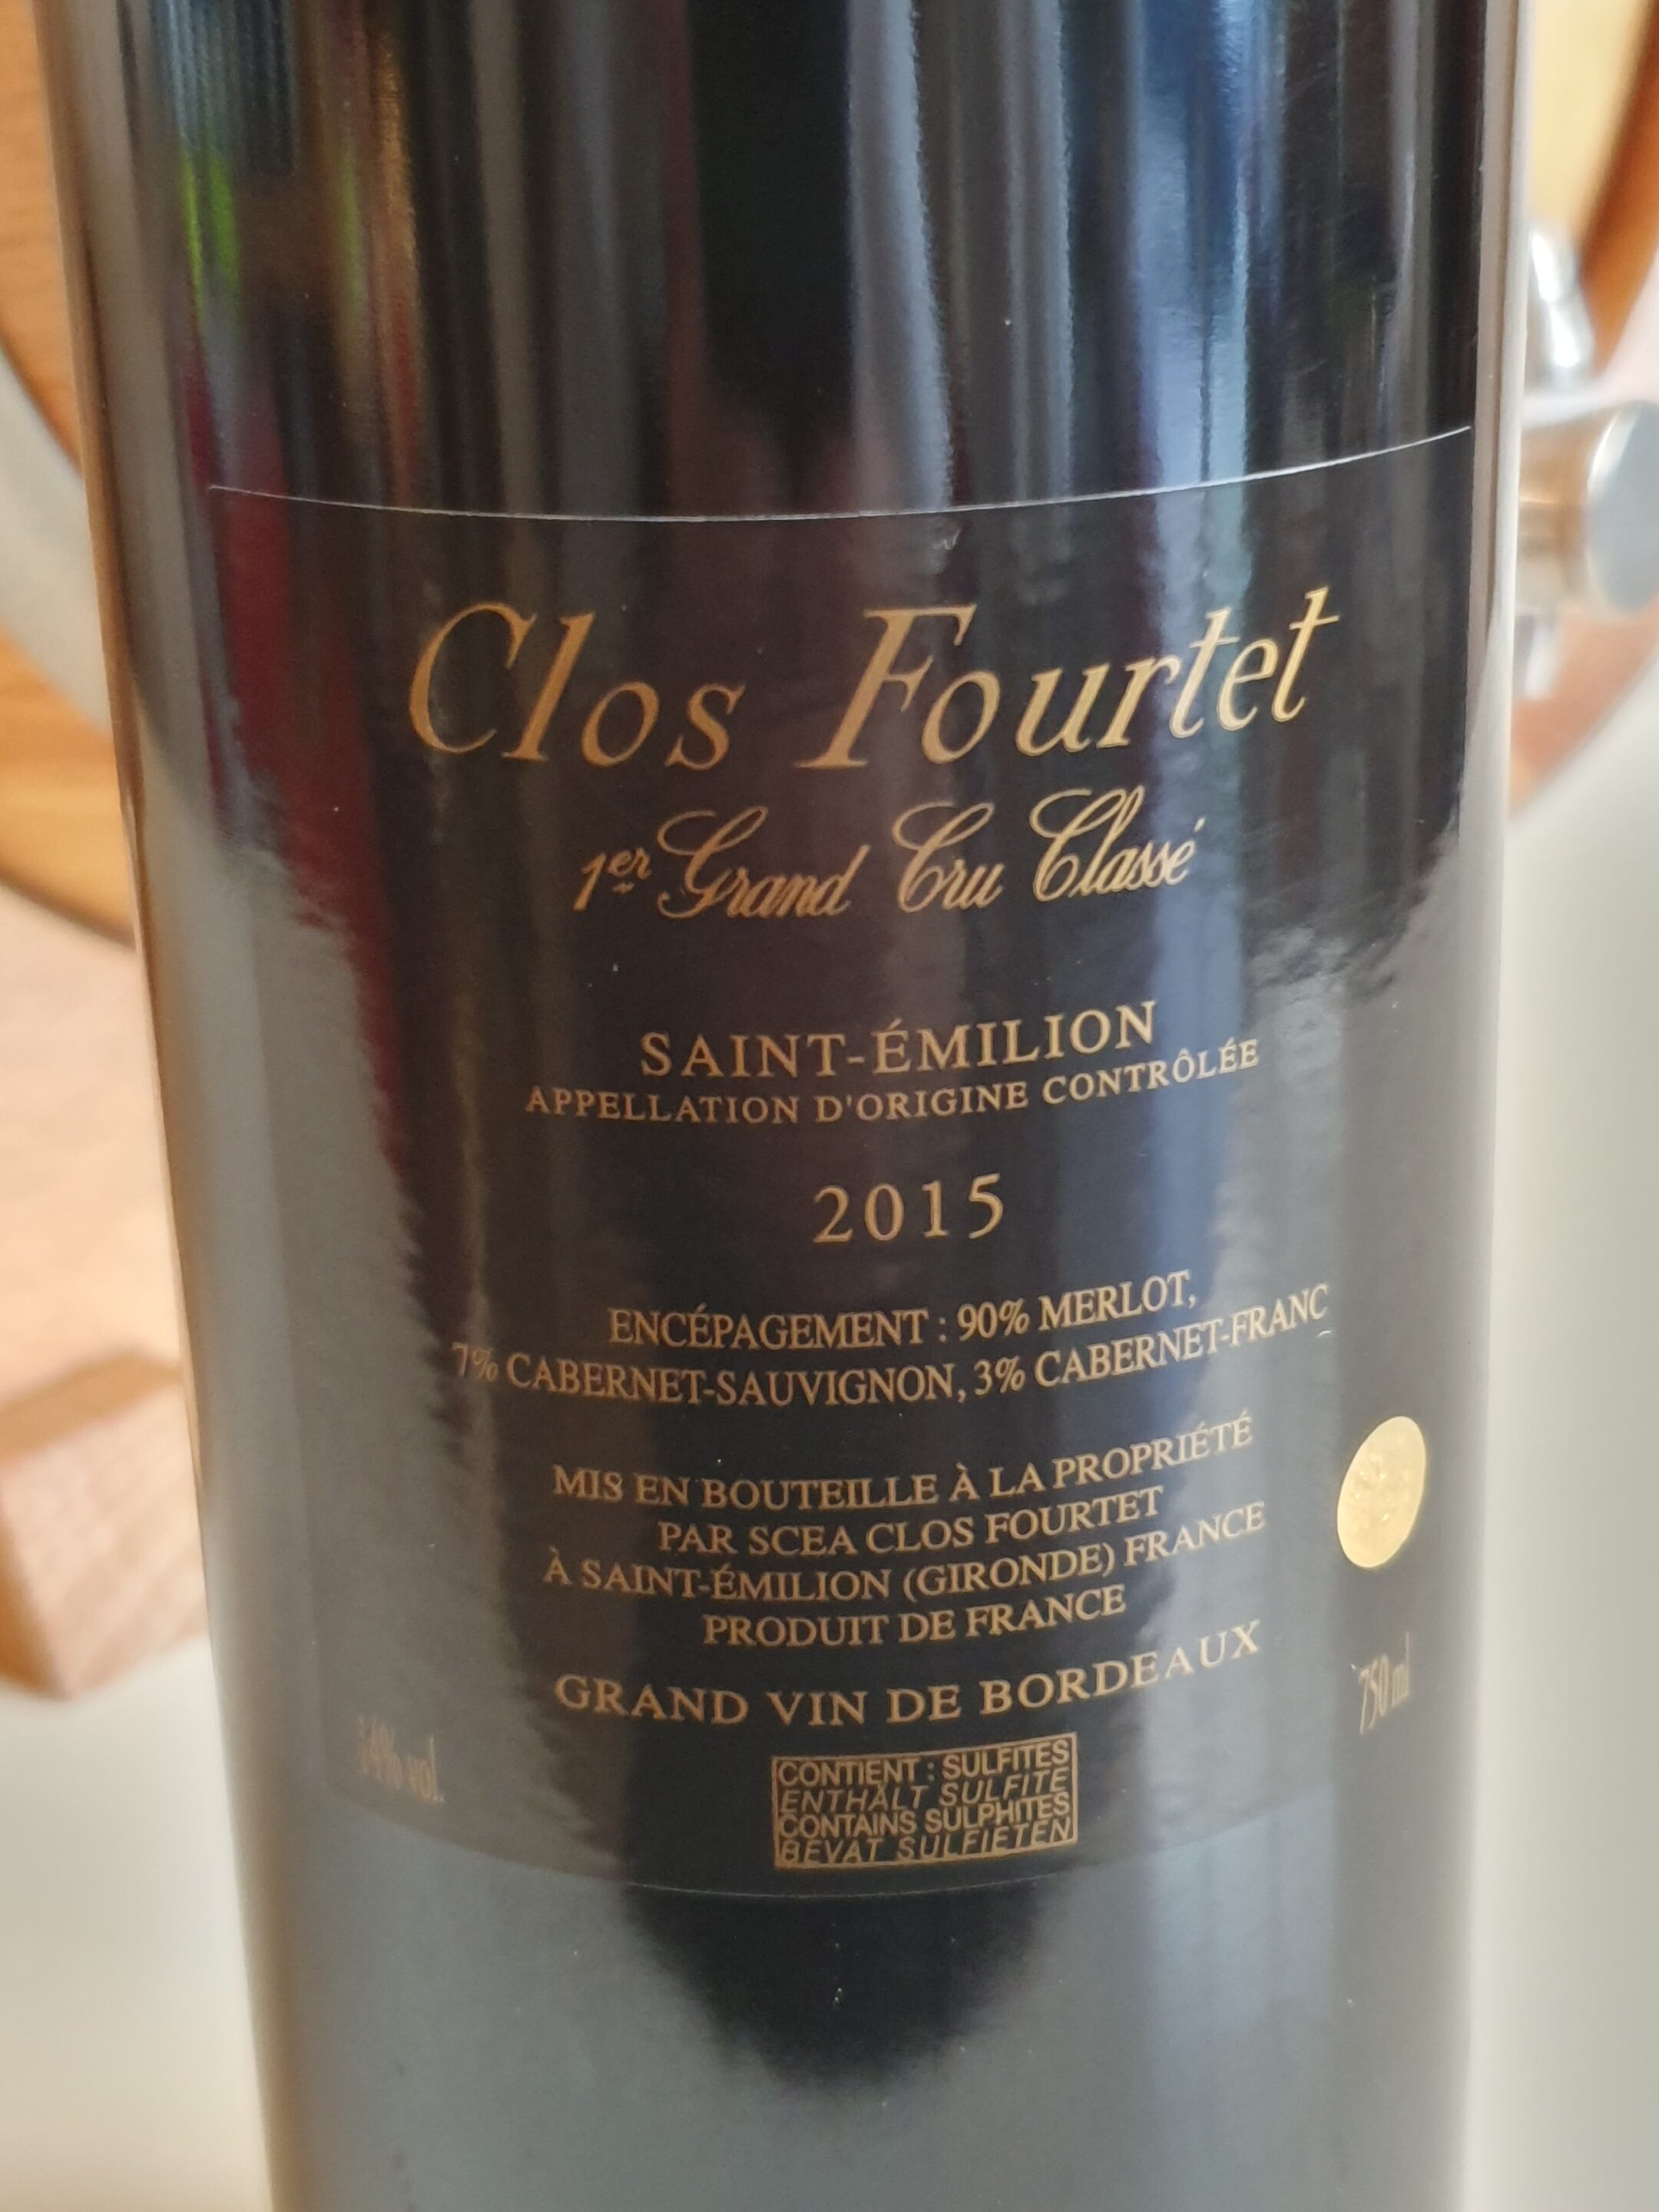 Clos Fourtet
1er Grand Cru Classé
SAINT-ÉMILION
APPELLATION D'ORIGINE CONTRÔLÉE
2015
ENCÉPAGEMENT : 90% MERLOT,
7% CABERNET-SAUVIGNON, 3% CABERNET-FRANC
MIS EN BOUTEILLE À LA PROPRIÉTÉ
PAR SCEA CLOS FOURTET
À SAINT-ÉMILION (GIRONDE) FRANCE
PRODUIT DE FRANCE
GRAND VIN DE BORDEAUX
vol.
750 ml
CONTIENT : SULFITES
ENTHÄLT SULFITE
CONTAINS SULPHITES
BEVAT SULFIETEN